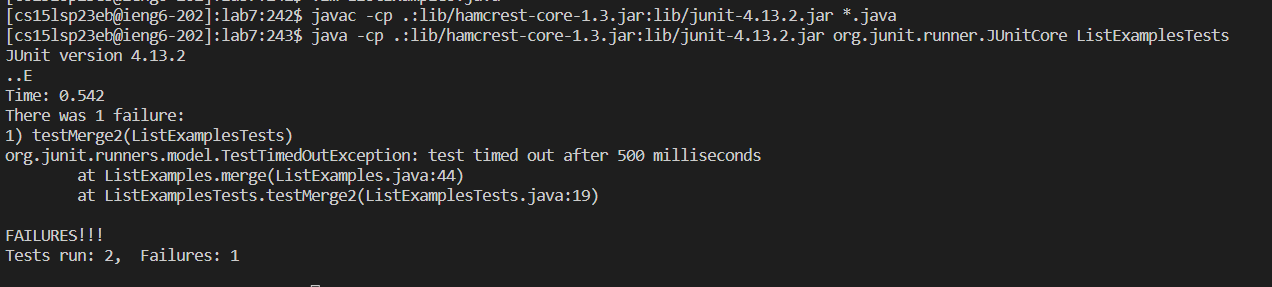 [cs15lsp23eb@ieng6-202]:lab7:242$ javac -cp .:lib/hamcrest-core-1.3.jar:lib/junit-4.13.2.jar *.java
[cs15lsp23eb@ieng6-202]:lab7:243$ java -cp .:lib/hamcrest-core-1.3.jar:lib/junit-4.13.2.jar org.junit.runner.JUnitCore ListExamplesTests
JUnit version 4.13.2
..E
Time: 0.542
There was 1 failure:
1) testMerge2(ListExamplesTests)
org.junit.runners.model.TestTimedOutException: test timed out after 500 milliseconds
        at ListExamples.merge(ListExamples.java:44)
        at ListExamplesTests.testMerge2(ListExamplesTests.java:19)

FAILURES!!!
Tests run: 2,  Failures: 1